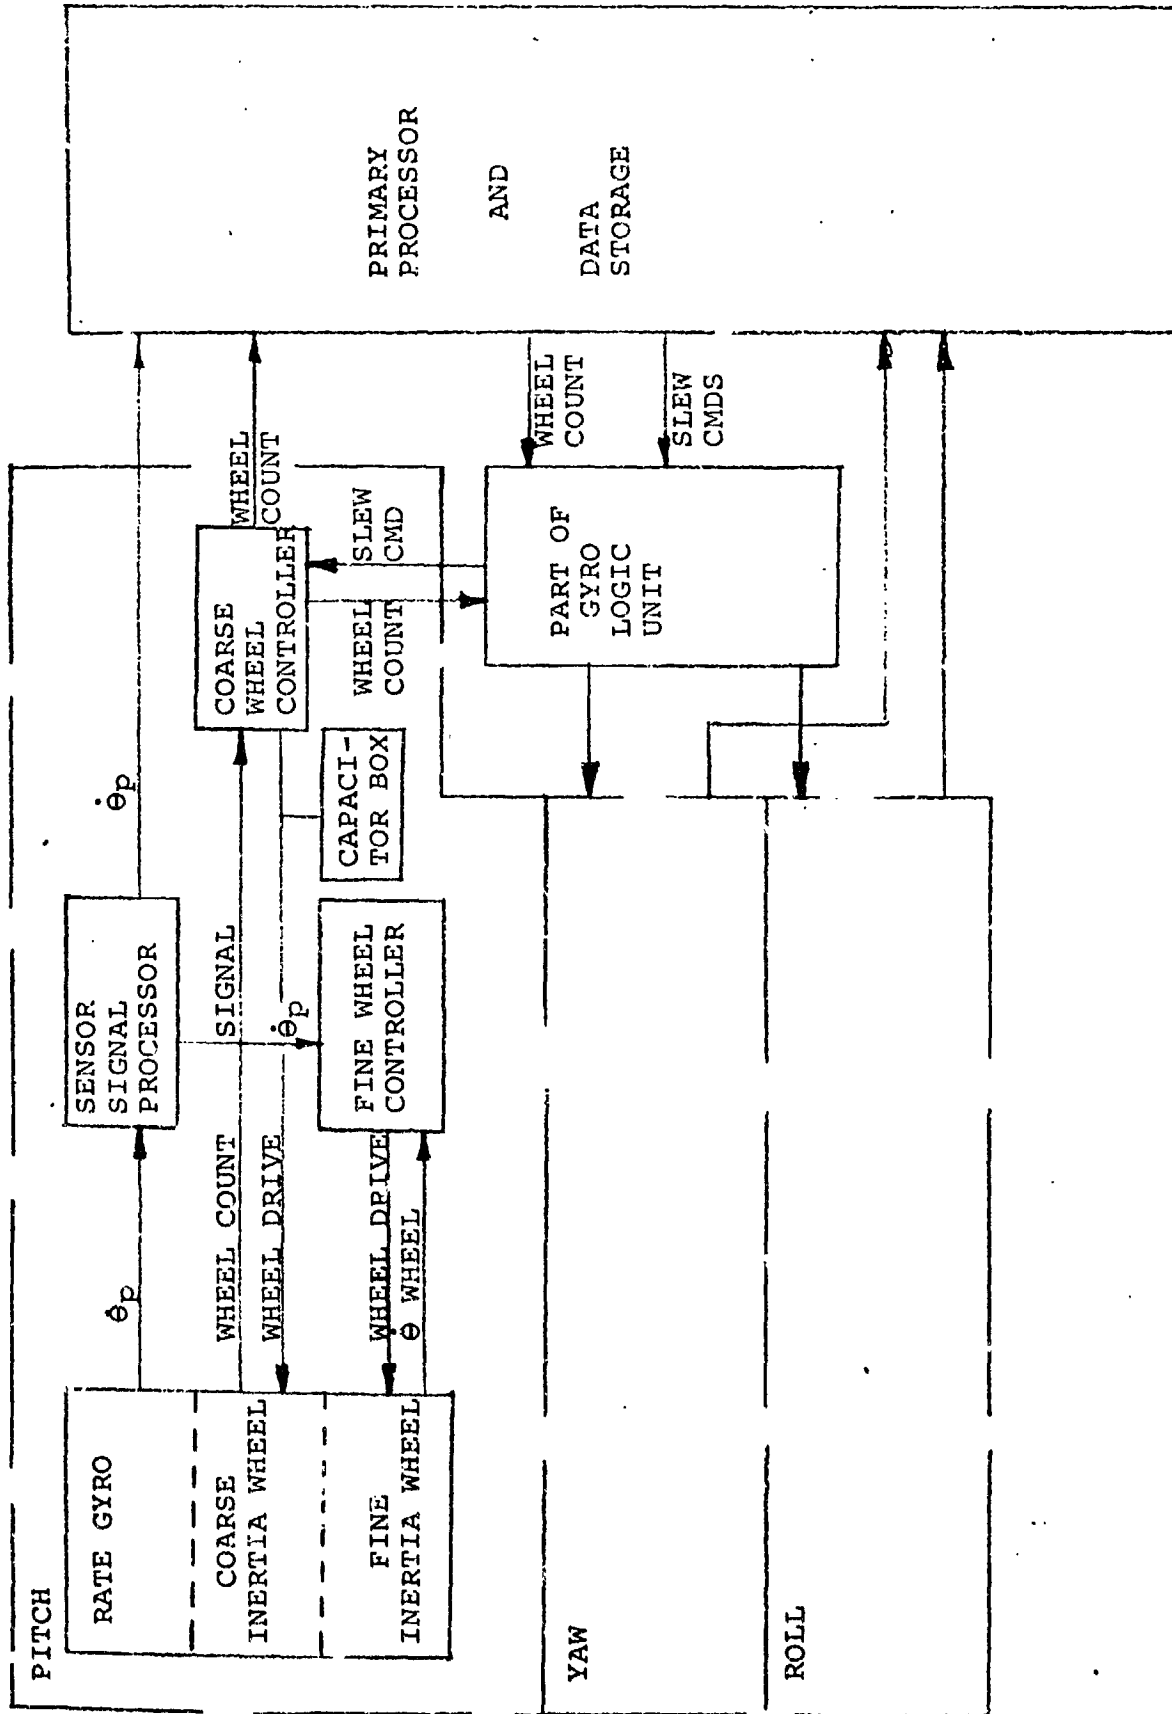 PITCH
RATE GYRO
COARSE
INERTIA WHEEL
FINE
INERTIA WHEEL
θ̇p
WHEEL COUNT
SIGNAL
WHEEL DRIVE
WHEEL DRIVE
θ̇ WHEEL
SENSOR
SIGNAL
PROCESSOR
θ̇p
θ̇p
FINE WHEEL
CONTROLLER
CAPACI-
TOR BOX
COARSE
WHEEL
CONTROLLER
WHEEL
COUNT
WHEEL
COUNT
SLEW
CMD
PART OF
GYRO
LOGIC
UNIT
WHEEL
COUNT
SLEW
CMDS
PRIMARY
PROCESSOR
AND
DATA
STORAGE
YAW
ROLL